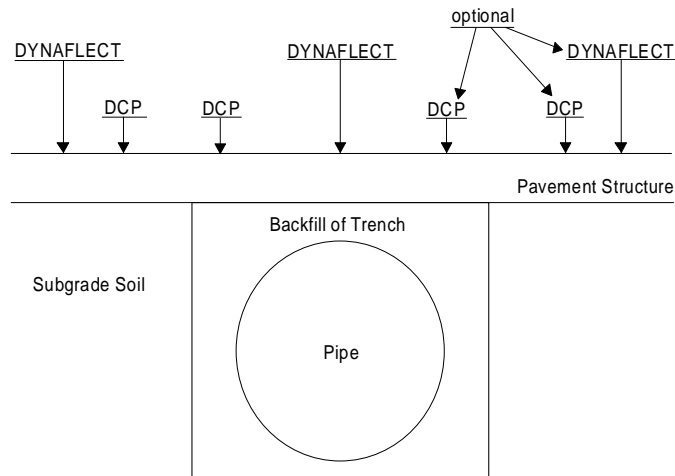 optional
DYNAFLECT
DYNAFLECT
DYNAFLECT
DCP
DCP
DCP
DCP
Pavement Structure
Backfill of Trench
Subgrade Soil
Pipe